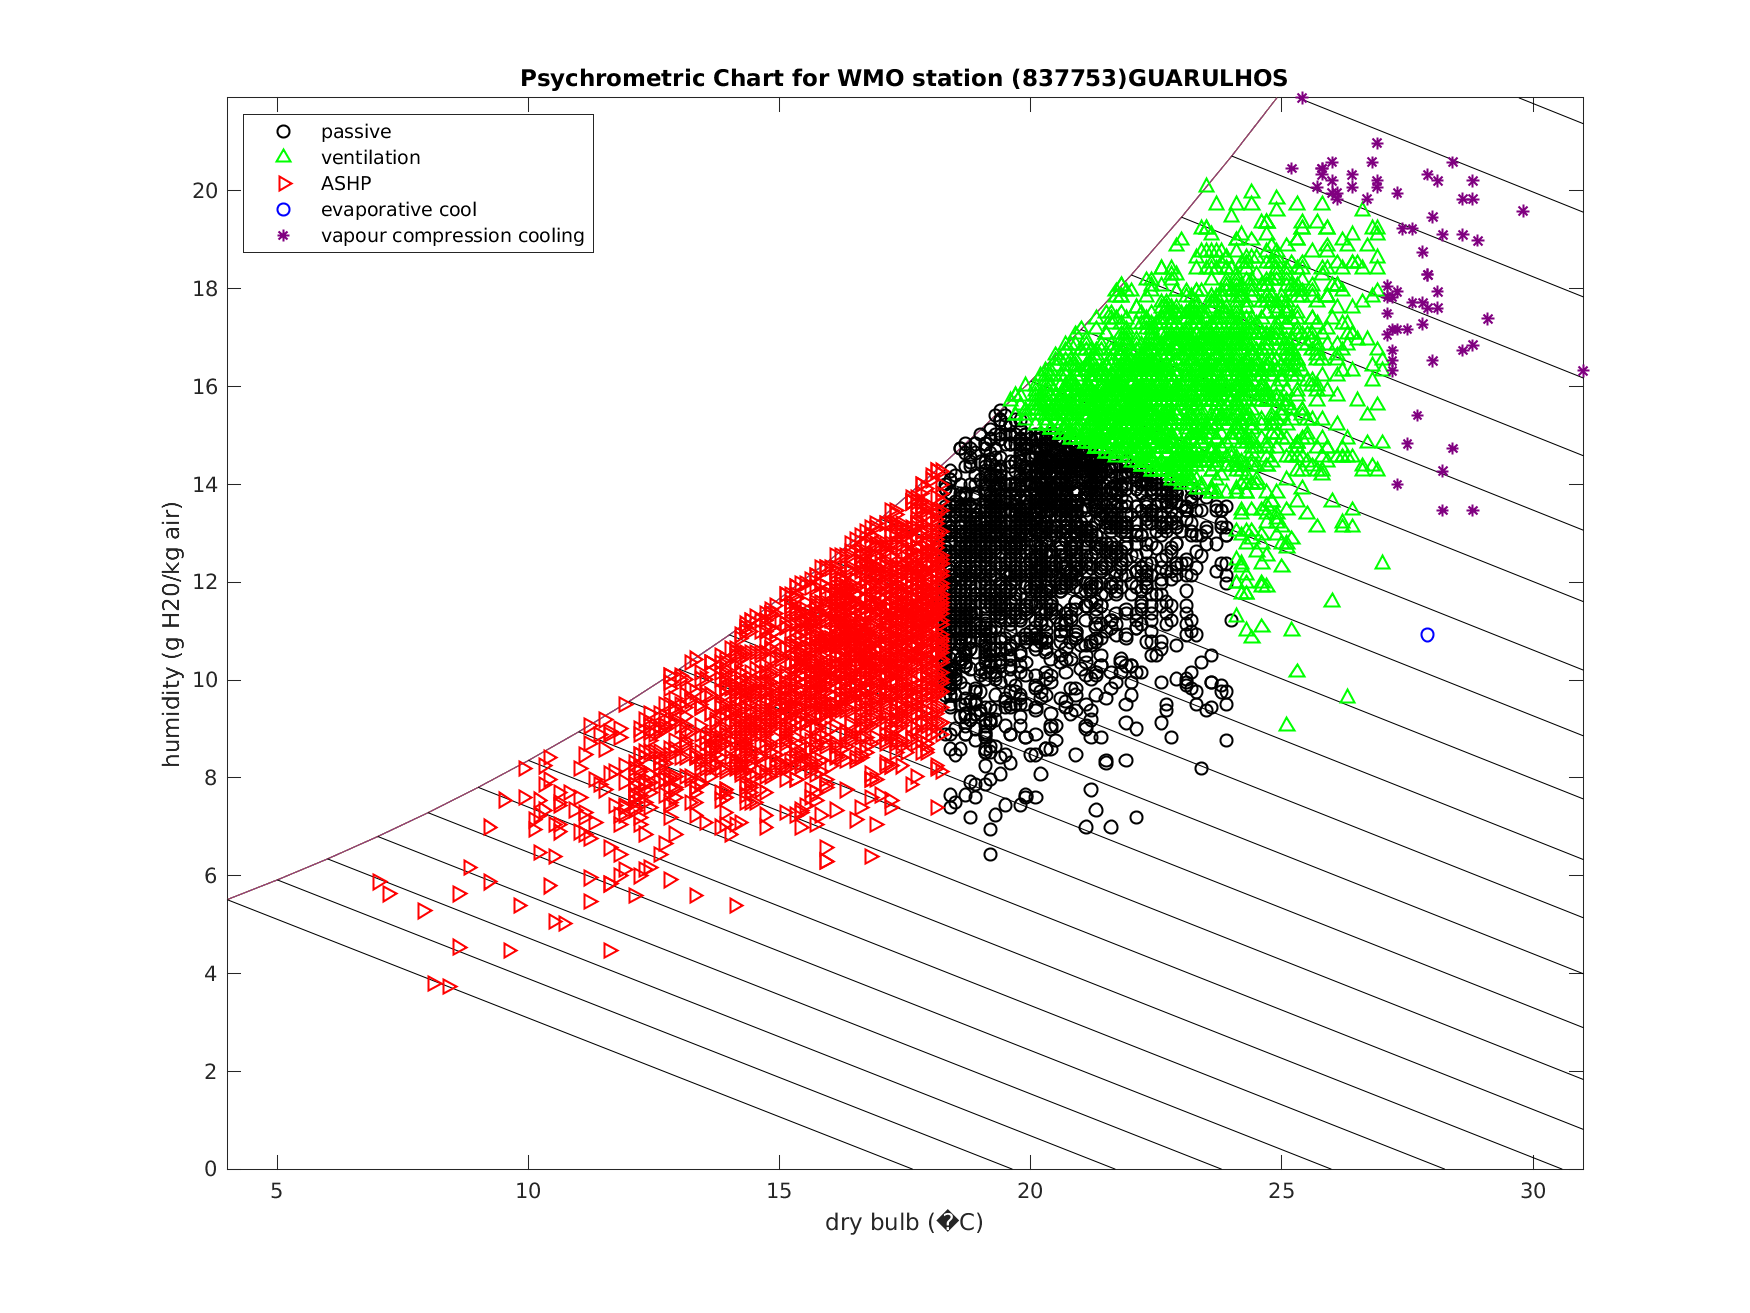 Psychrometric Chart for WMO station (837753)GUARULHOS
passive
ventilation
ASHP
evaporative cool
vapour compression cooling
humidity (g H20/kg air)
20
18
16
14
12
10
8
6
4
2
0
5 10 15 20 25 30
dry bulb (�C)